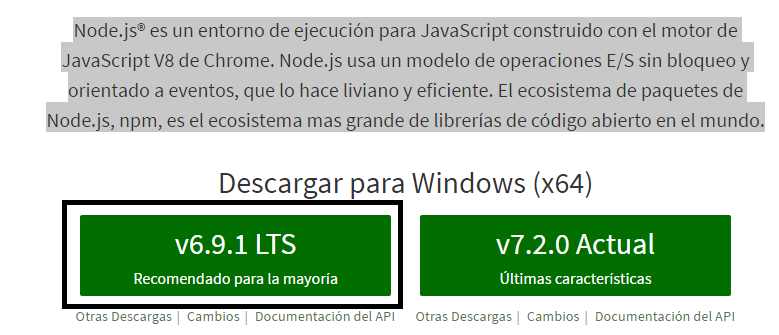 Node.js® es un entorno de ejecución para JavaScript construido con el motor de
JavaScript V8 de Chrome. Node.js usa un modelo de operaciones E/S sin bloqueo y
orientado a eventos, que lo hace liviano y eficiente. El ecosistema de paquetes de
Node.js, npm, es el ecosistema mas grande de librerías de código abierto en el mundo.
Descargar para Windows (x64)
v6.9.1 LTS
Recomendado para la mayoría
Otras Descargas | Cambios | Documentación del API
v7.2.0 Actual
Últimas características
Otras Descargas | Cambios | Documentación del API